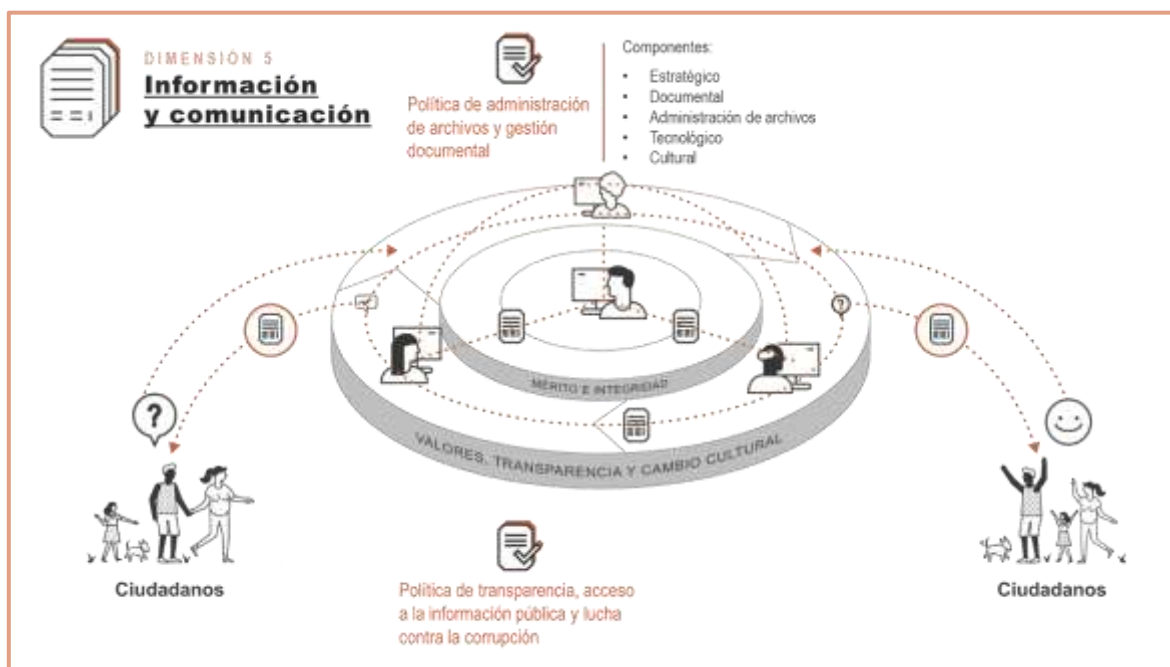 DIMENSIÓN 5
Información
y comunicación
Política de administración
de archivos y gestión
documental
Componentes:
• Estratégico
• Documental
• Administración de archivos
• Tecnológico
• Cultural
?
?
MÉRITO E INTEGRIDAD
VALORES, TRANSPARENCIA Y CAMBIO CULTURAL
Ciudadanos
Ciudadanos
Política de transparencia, acceso
a la información pública y lucha
contra la corrupción